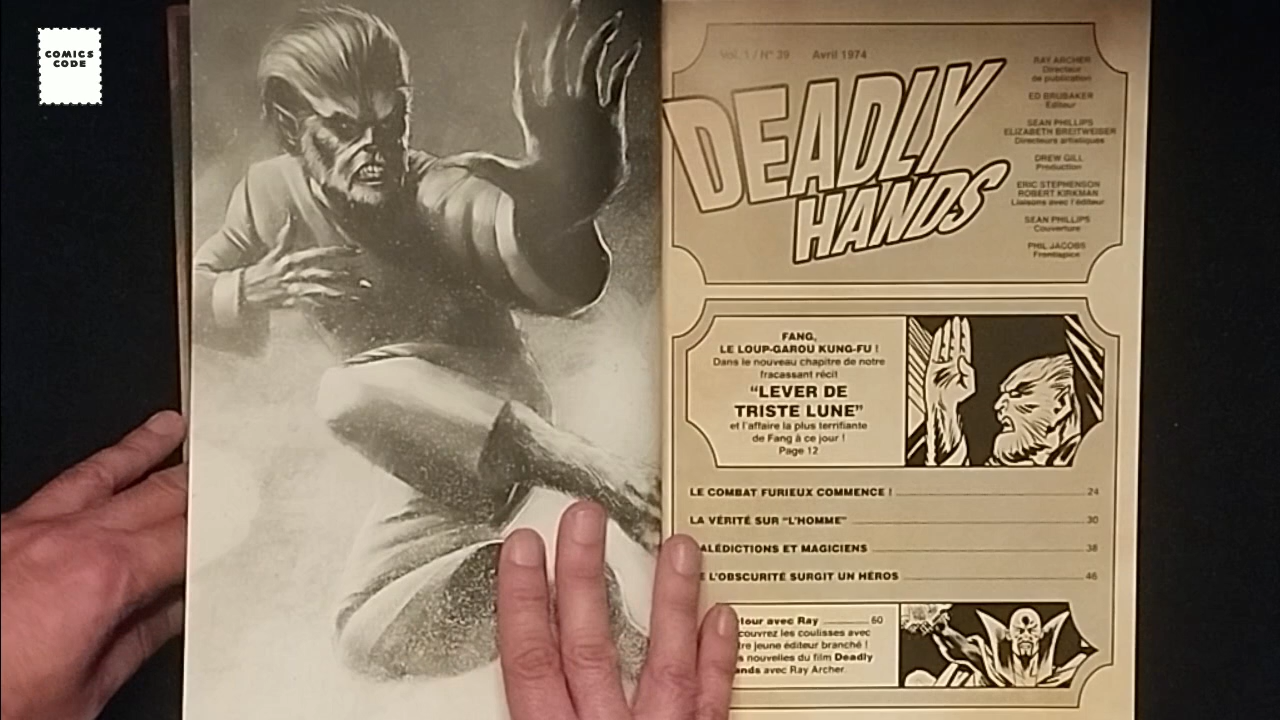 COMICS
CODE
Vol. 1 / N° 39 Avril 1974
DEADLY
HANDS
RAY ARCHER
Directeur
de publication
ED BRUBAKER
Editeur
SEAN PHILLIPS
ELIZABETH BREITWEISER
Directeurs artistiques
DREW GILL
Production
ERIC STEPHENSON
ROBERT KIRKMAN
Liaisons avec l'éditeur
SEAN PHILLIPS
Couverture
PHIL JACOBS
Frontispice
FANG,
LE LOUP-GAROU KUNG-FU !
Dans le nouveau chapitre de notre
fracassant récit
“LEVER DE
TRISTE LUNE”
et l'affaire la plus terrifiante
de Fang à ce jour !
Page 12
LE COMBAT FURIEUX COMMENCE ! 24
LA VÉRITÉ SUR “L'HOMME” 30
ALÉDICTIONS ET MAGICIENS 38
E L'OBSCURITÉ SURGIT UN HÉROS 46
tour avec Ray 60
couvrez les coulisses avec
tre jeune éditeur branché !
s nouvelles du film Deadly
ands avec Ray Archer.